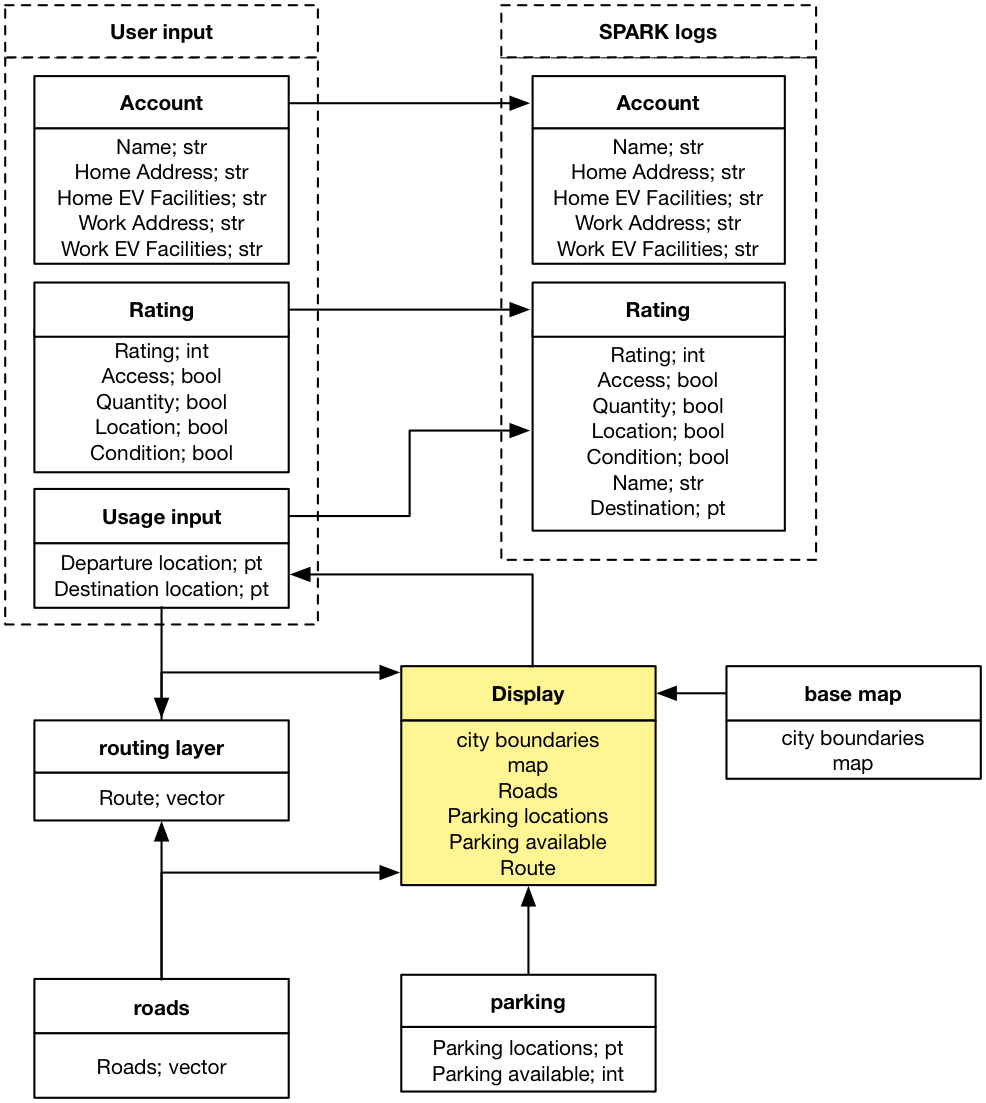 User input
Account
Name; str
Home Address; str
Home EV Facilities; str
Work Address; str
Work EV Facilities; str
Rating
Rating; int
Access; bool
Quantity; bool
Location; bool
Condition; bool
Usage input
Departure location; pt
Destination location; pt
SPARK logs
Account
Name; str
Home Address; str
Home EV Facilities; str
Work Address; str
Work EV Facilities; str
Rating
Rating; int
Access; bool
Quantity; bool
Location; bool
Condition; bool
Name; str
Destination; pt
routing layer
Route; vector
Display
city boundaries
map
Roads
Parking locations
Parking available
Route
base map
city boundaries
map
roads
Roads; vector
parking
Parking locations; pt
Parking available; int